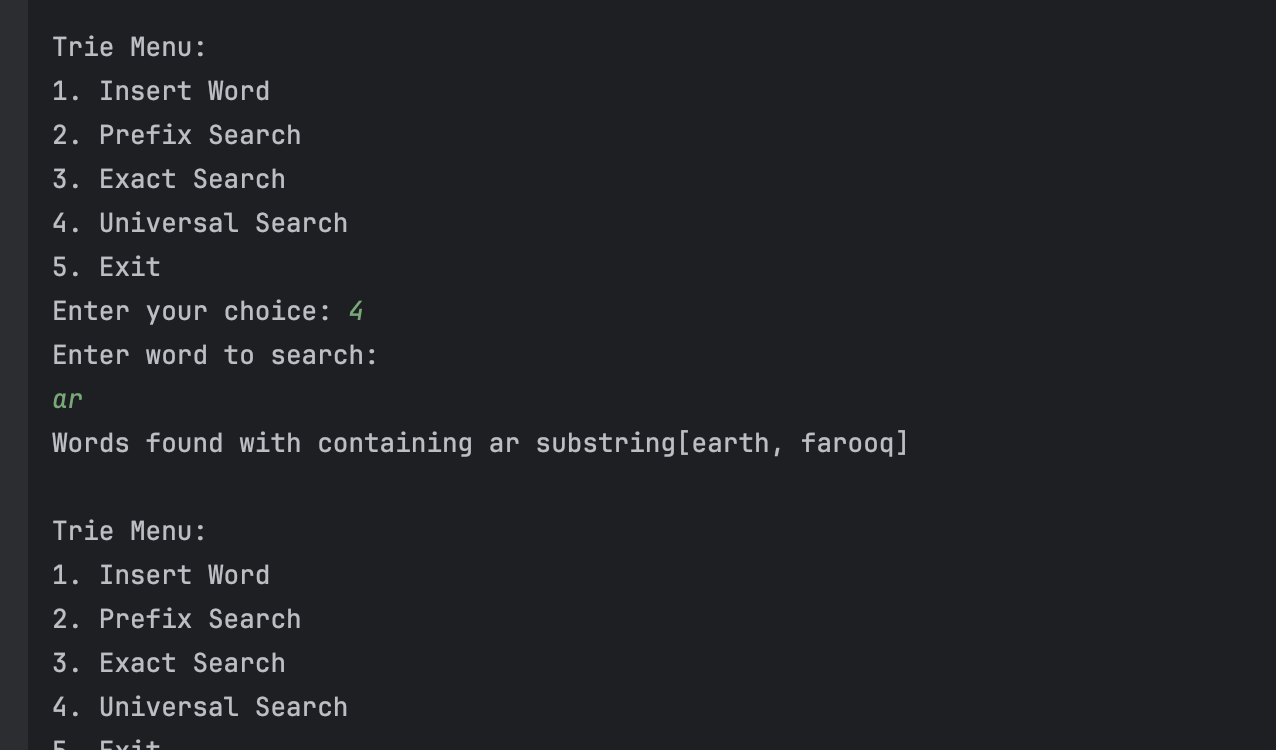 Trie Menu:
1. Insert Word
2. Prefix Search
3. Exact Search
4. Universal Search
5. Exit
Enter your choice: 4
Enter word to search:
ar
Words found with containing ar substring[earth, farooq]
Trie Menu:
1. Insert Word
2. Prefix Search
3. Exact Search
4. Universal Search
5. Exit